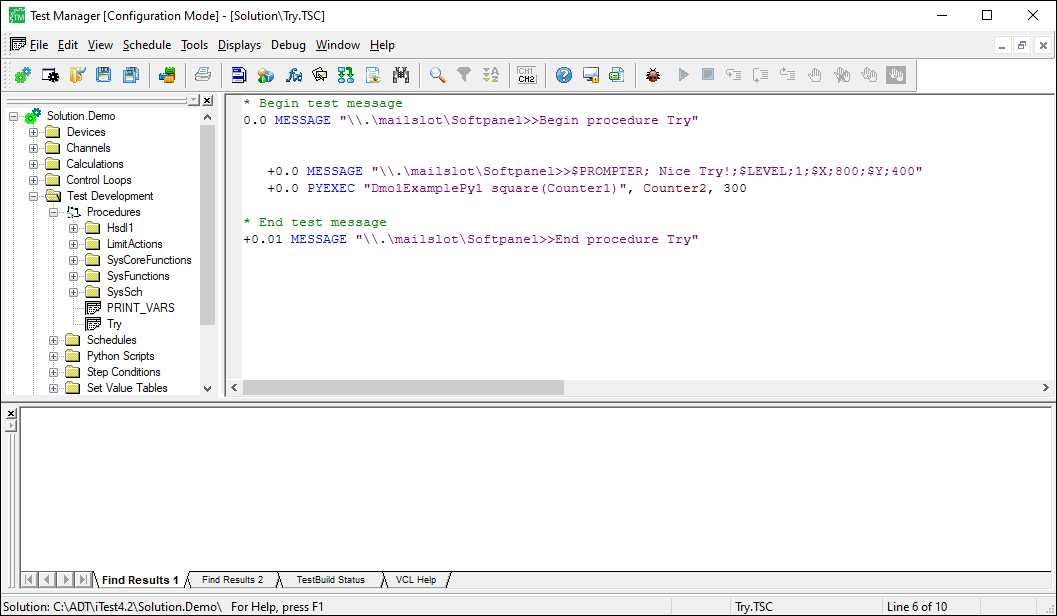 Test Manager [Configuration Mode] - [Solution\Try.TSC]
File Edit View Schedule Tools Displays Debug Window Help
CH1
CH2
Solution.Demo
Devices
Channels
Calculations
Control Loops
Test Development
Procedures
Hsdl1
LimitActions
SysCoreFunctions
SysFunctions
SysSch
PRINT_VARS
Try
Schedules
Python Scripts
Step Conditions
Set Value Tables
* Begin test message
0.0 MESSAGE "\\.\mailslot\Softpanel>>Begin procedure Try"
+0.0 MESSAGE "\\.\mailslot\Softpanel>>$PROMPTER; Nice Try!;$LEVEL;1;$X;800;$Y;400"
+0.0 PYEXEC "Dmo1ExamplePy1 square(Counter1)", Counter2, 300
* End test message
+0.01 MESSAGE "\\.\mailslot\Softpanel>>End procedure Try"
Find Results 1 Find Results 2 TestBuild Status VCL Help
Solution: C:\ADT\iTest4.2\Solution.Demo\ For Help, press F1 Try.TSC Line 6 of 10